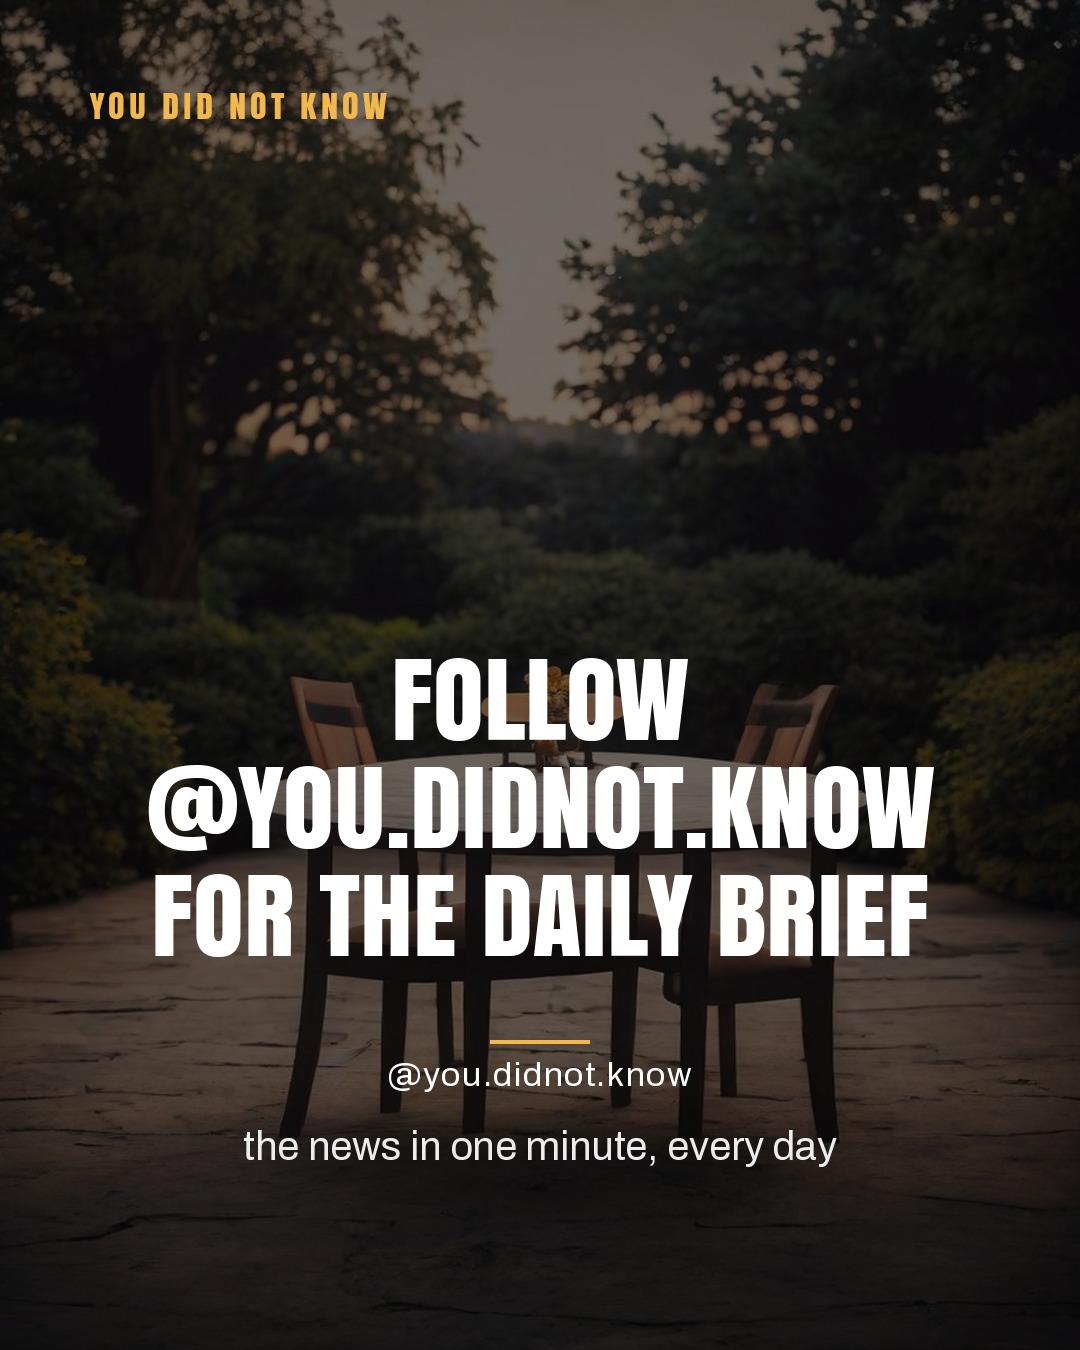 YOU DID NOT KNOW
FOLLOW
@YOU.DIDNOT.KNOW
FOR THE DAILY BRIEF
@you.didnot.know
the news in one minute, every day